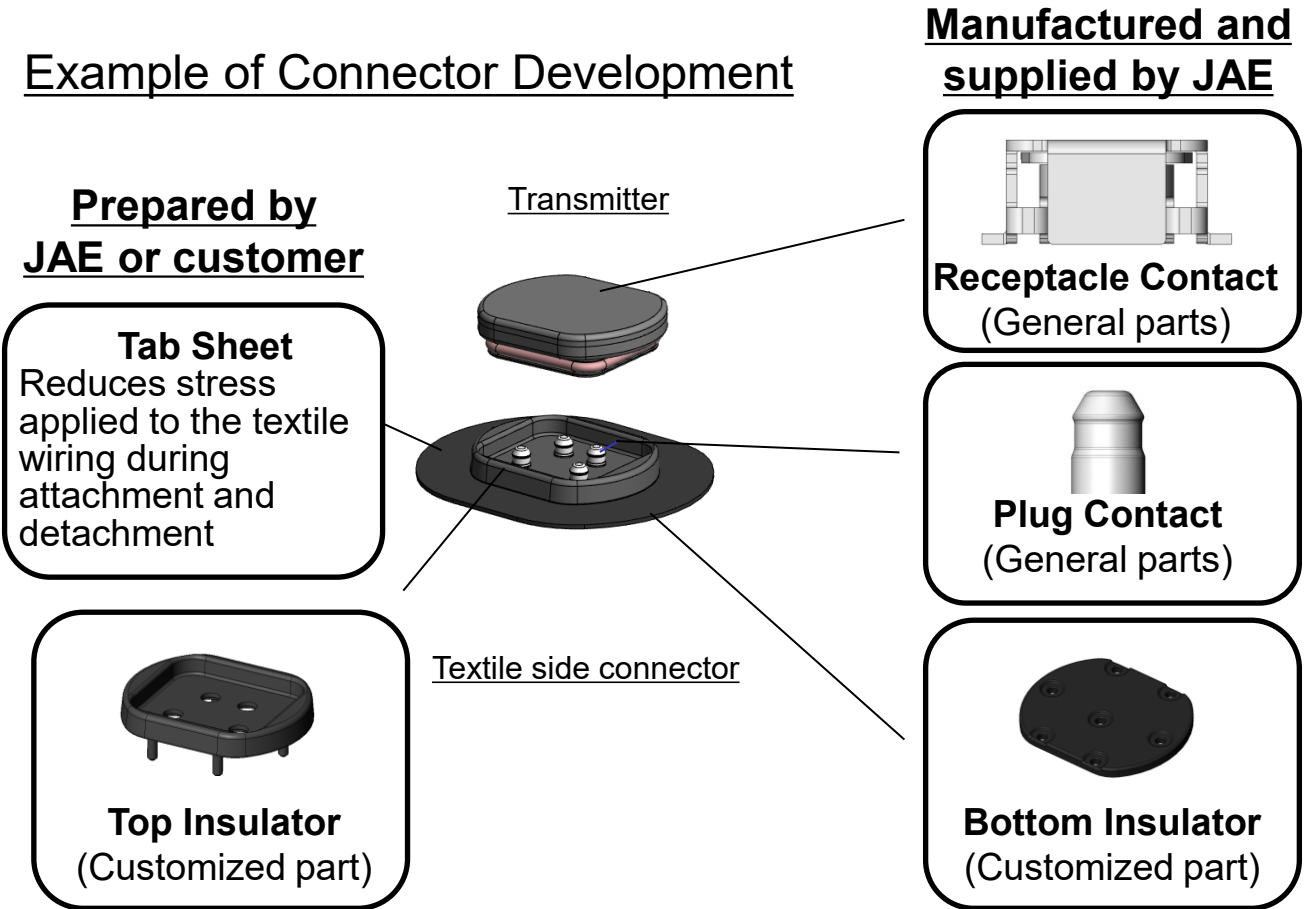 Example of Connector Development
Manufactured and
supplied by JAE
Prepared by
JAE or customer
Transmitter
Receptacle Contact
(General parts)
Tab Sheet
Reduces stress
applied to the textile
wiring during
attachment and
detachment
Plug Contact
(General parts)
Textile side connector
Top Insulator
(Customized part)
Bottom Insulator
(Customized part)